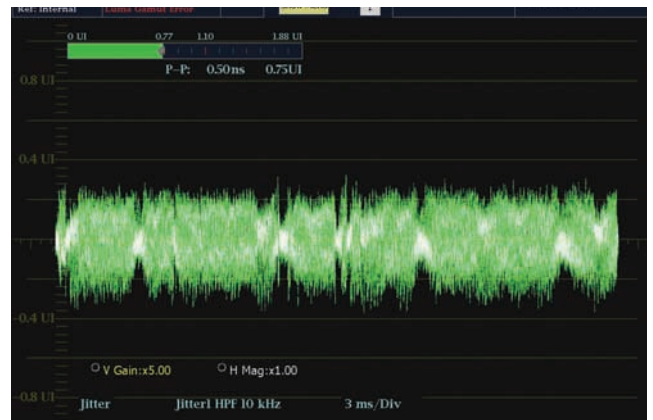 Ref: Internal Luma Gamut Error
0 UI 0.77 1.10 1.88 UI
P-P: 0.50ns 0.75UI
0.8 UI
0.4 UI
-0.4 UI
V Gain:x5.00 H Mag:x1.00
-0.8 UI
Jitter Jitter1 HPF 10 kHz 3 ms/Div